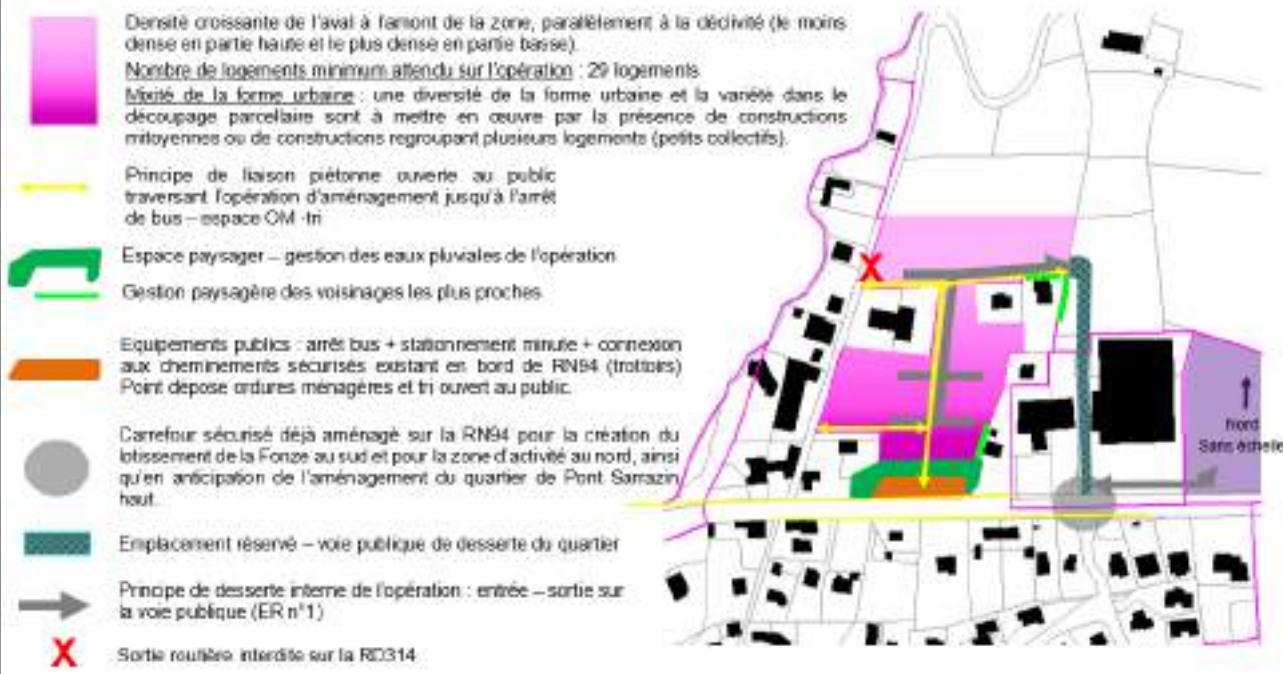 Densité croissante de l'aval à l'amont de la zone, parallèlement à la déclivité (le moins
dense en partie haute et le plus dense en partie basse).
Nombre de logements minimum attendu sur l'opération : 29 logements
Mixité de la forme urbaine : une diversité de la forme urbaine et la variété dans le
découpage parcellaire sont à mettre en œuvre par la présence de constructions
mitoyennes ou de constructions regroupant plusieurs logements (petits collectifs).
Principe de liaison piétonne ouverte au public
traversant l'opération d'aménagement jusqu'à l'arrêt
de bus – espace OM -tri
Espace paysager – gestion des eaux pluviales de l'opération
Gestion paysagère des voisinages les plus proches
Equipements publics : arrêt bus + stationnement minute + connexion
aux cheminements sécurisés existant en bord de RN94 (trottoirs)
Point dépose ordures ménagères et tri ouvert au public.
Carrefour sécurisé déjà aménagé sur la RN94 pour la création du
lotissement de la Fonze au sud et pour la zone d'activité au nord, ainsi
qu'en anticipation de l'aménagement du quartier de Pont Sarrazin
haut.
Emplacement réservé – voie publique de desserte du quartier
Principe de desserte interne de l'opération : entrée – sortie sur
la voie publique (ER n°1)
X
Sortie routière interdite sur la RD314
X
Nord
Sans échelle